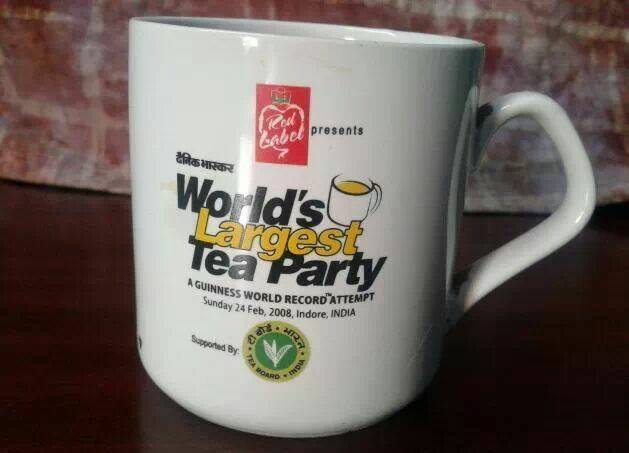 Red
Label
presents
दैनिक भास्कर
World's
Largest
Tea Party
A GUINNESS WORLD RECORD™ ATTEMPT
Sunday 24 Feb, 2008, Indore, INDIA
Supported By:
टी बोर्ड • भारत
TEA BOARD • INDIA